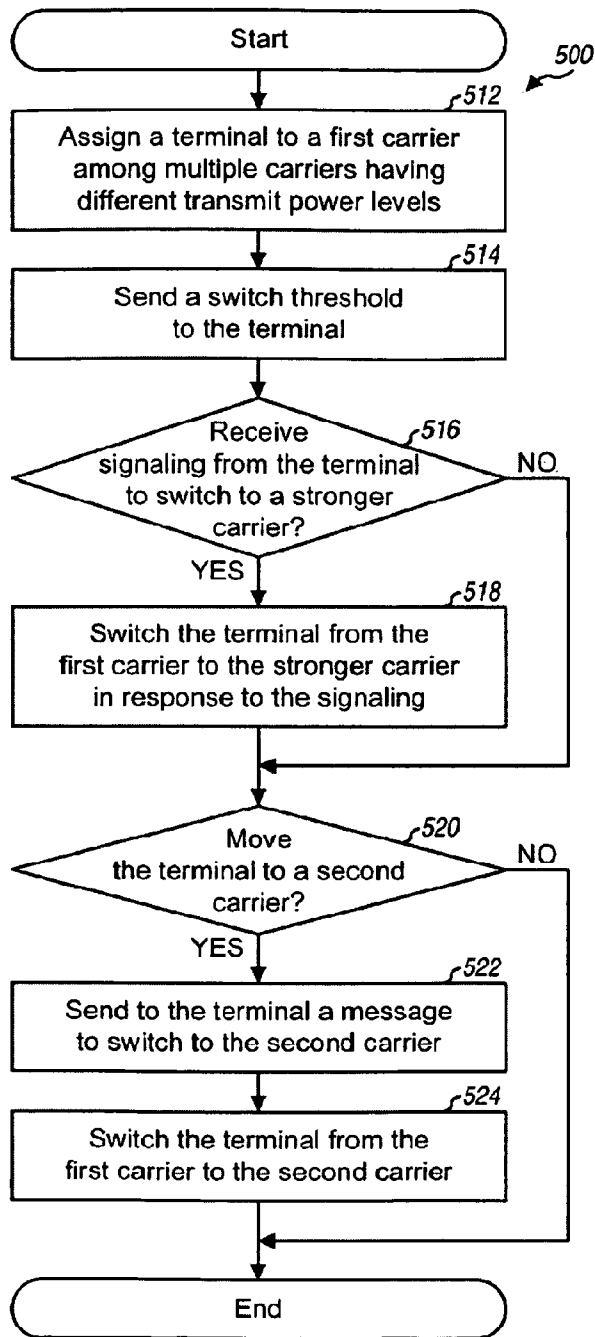 Start
500
512
Assign a terminal to a first carrier
among multiple carriers having
different transmit power levels
514
Send a switch threshold
to the terminal
516
Receive
signaling from the terminal
to switch to a stronger
carrier?
NO
YES
518
Switch the terminal from the
first carrier to the stronger carrier
in response to the signaling
520
Move
the terminal to a second
carrier?
NO
YES
522
Send to the terminal a message
to switch to the second carrier
524
Switch the terminal from the
first carrier to the second carrier
End